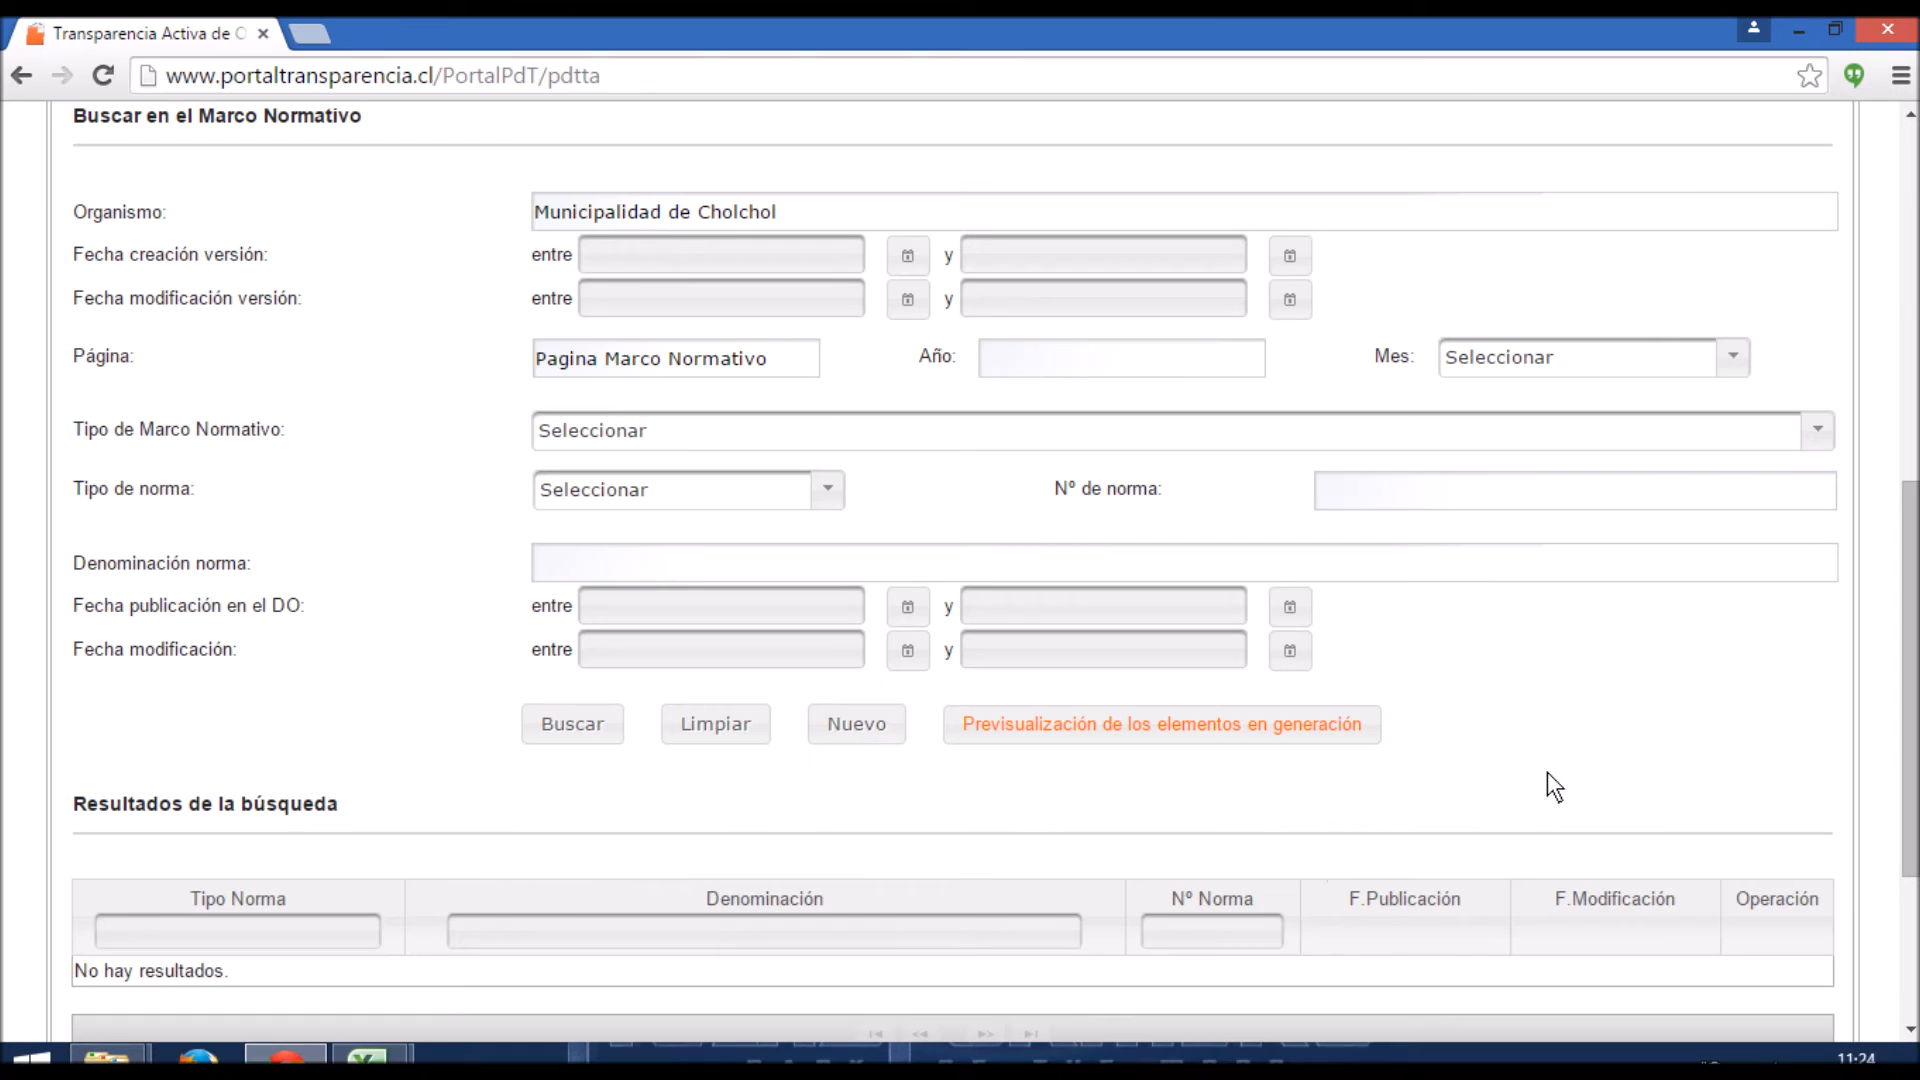 Transparencia Activa de C
www.portaltransparencia.cl/PortalPdT/pdtta
Buscar en el Marco Normativo
Organismo: Municipalidad de Cholchol
Fecha creación versión: entre y
Fecha modificación versión: entre y
Página: Pagina Marco Normativo Año: Mes: Seleccionar
Tipo de Marco Normativo: Seleccionar
Tipo de norma: Seleccionar Nº de norma:
Denominación norma:
Fecha publicación en el DO: entre y
Fecha modificación: entre y
Buscar Limpiar Nuevo Previsualización de los elementos en generación
Resultados de la búsqueda
Tipo Norma Denominación Nº Norma F.Publicación F.Modificación Operación
No hay resultados.
11:24